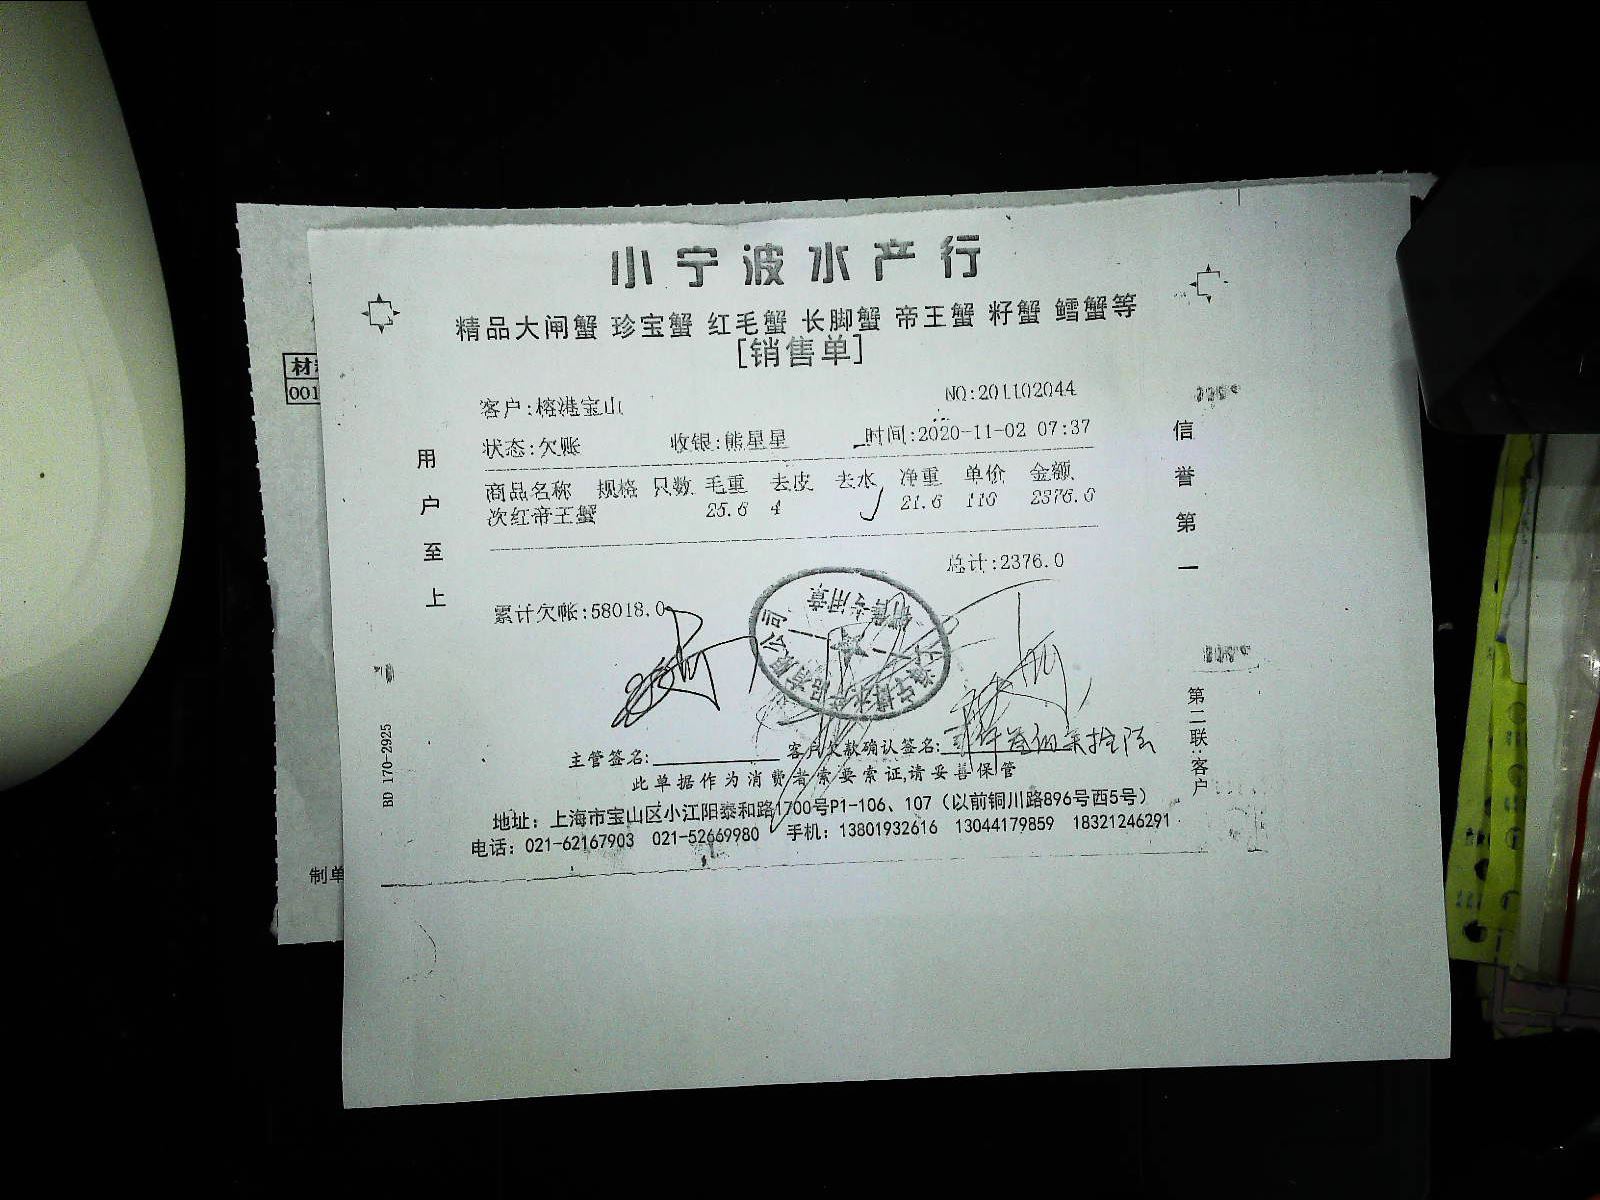 小宁波水产行
精品大闸蟹 珍宝蟹 红毛蟹 长脚蟹 帝王蟹 籽蟹 鳕蟹等
[销售单]
客户:榕港宝山 NO:201102044
状态:欠账 收银:熊星星 时间:2020-11-02 07:37
商品名称 规格 只数 毛重 去皮 去水 净重 单价 金额
次红帝王蟹 25.6 4 21.6 110 2376.0
总计:2376.0
累计欠帐:58018.0
主管签名: 客户欠款确认签名:
此单据作为消费者索要索证,请妥善保管
地址：上海市宝山区小江阳泰和路1700号P1-106、107（以前铜川路896号西5号）
电话：021-62167903 021-52669980 手机：13801932616 13044179859 18321246291
用户至上
信誉第一
第二联:客户
BD 170-2925
销售专用章
材
001
制单